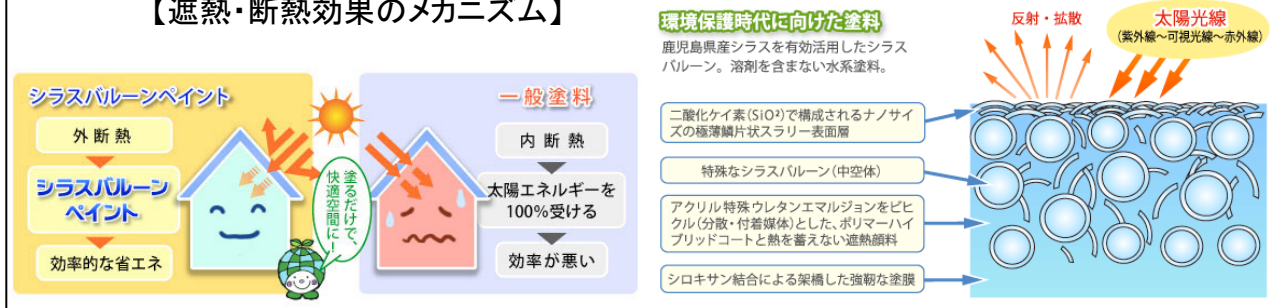 【遮熱・断熱効果のメカニズム】
シラスバルーンペイント
外断熱
シラスバルーン
ペイント
効率的な省エネ
塗るだけで、
快適空間に!
一般塗料
内断熱
太陽エネルギーを
100%受ける
効率が悪い
環境保護時代に向けた塗料
鹿児島県産シラスを有効活用したシラス
バルーン。溶剤を含まない水系塗料。
二酸化ケイ素(SiO²)で構成されるナノサイ
ズの極薄鱗片状スラリー表面層
特殊なシラスバルーン(中空体)
アクリル特殊ウレタンエマルジョンをビヒ
クル(分散・付着媒体)とした、ポリマーハイ
ブリッドコートと熱を蓄えない遮熱顔料
シロキサン結合による架橋した強靭な塗膜
反射・拡散
太陽光線
(紫外線〜可視光線〜赤外線)